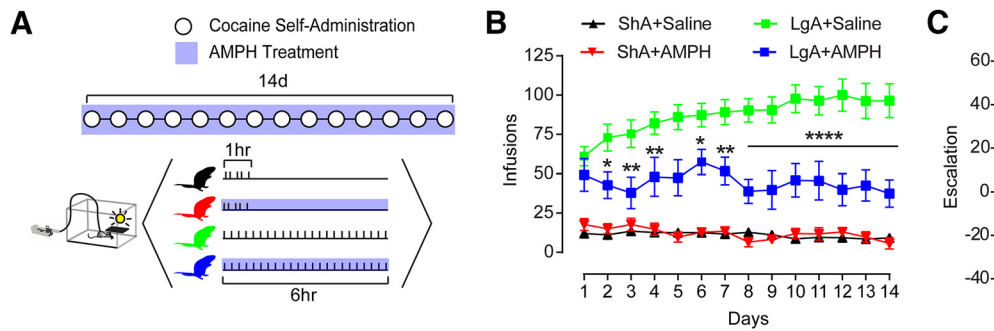 A
Cocaine Self-Administration
AMPH Treatment
14d
1hr
6hr
B
ShA+Saline
LgA+Saline
ShA+AMPH
LgA+AMPH
125
100
75
50
25
0
Infusions
* ** ** * ** ****
1 2 3 4 5 6 7 8 9 10 11 12 13 14
Days
C
60-
40-
20-
0-
-20-
-40-
Escalation